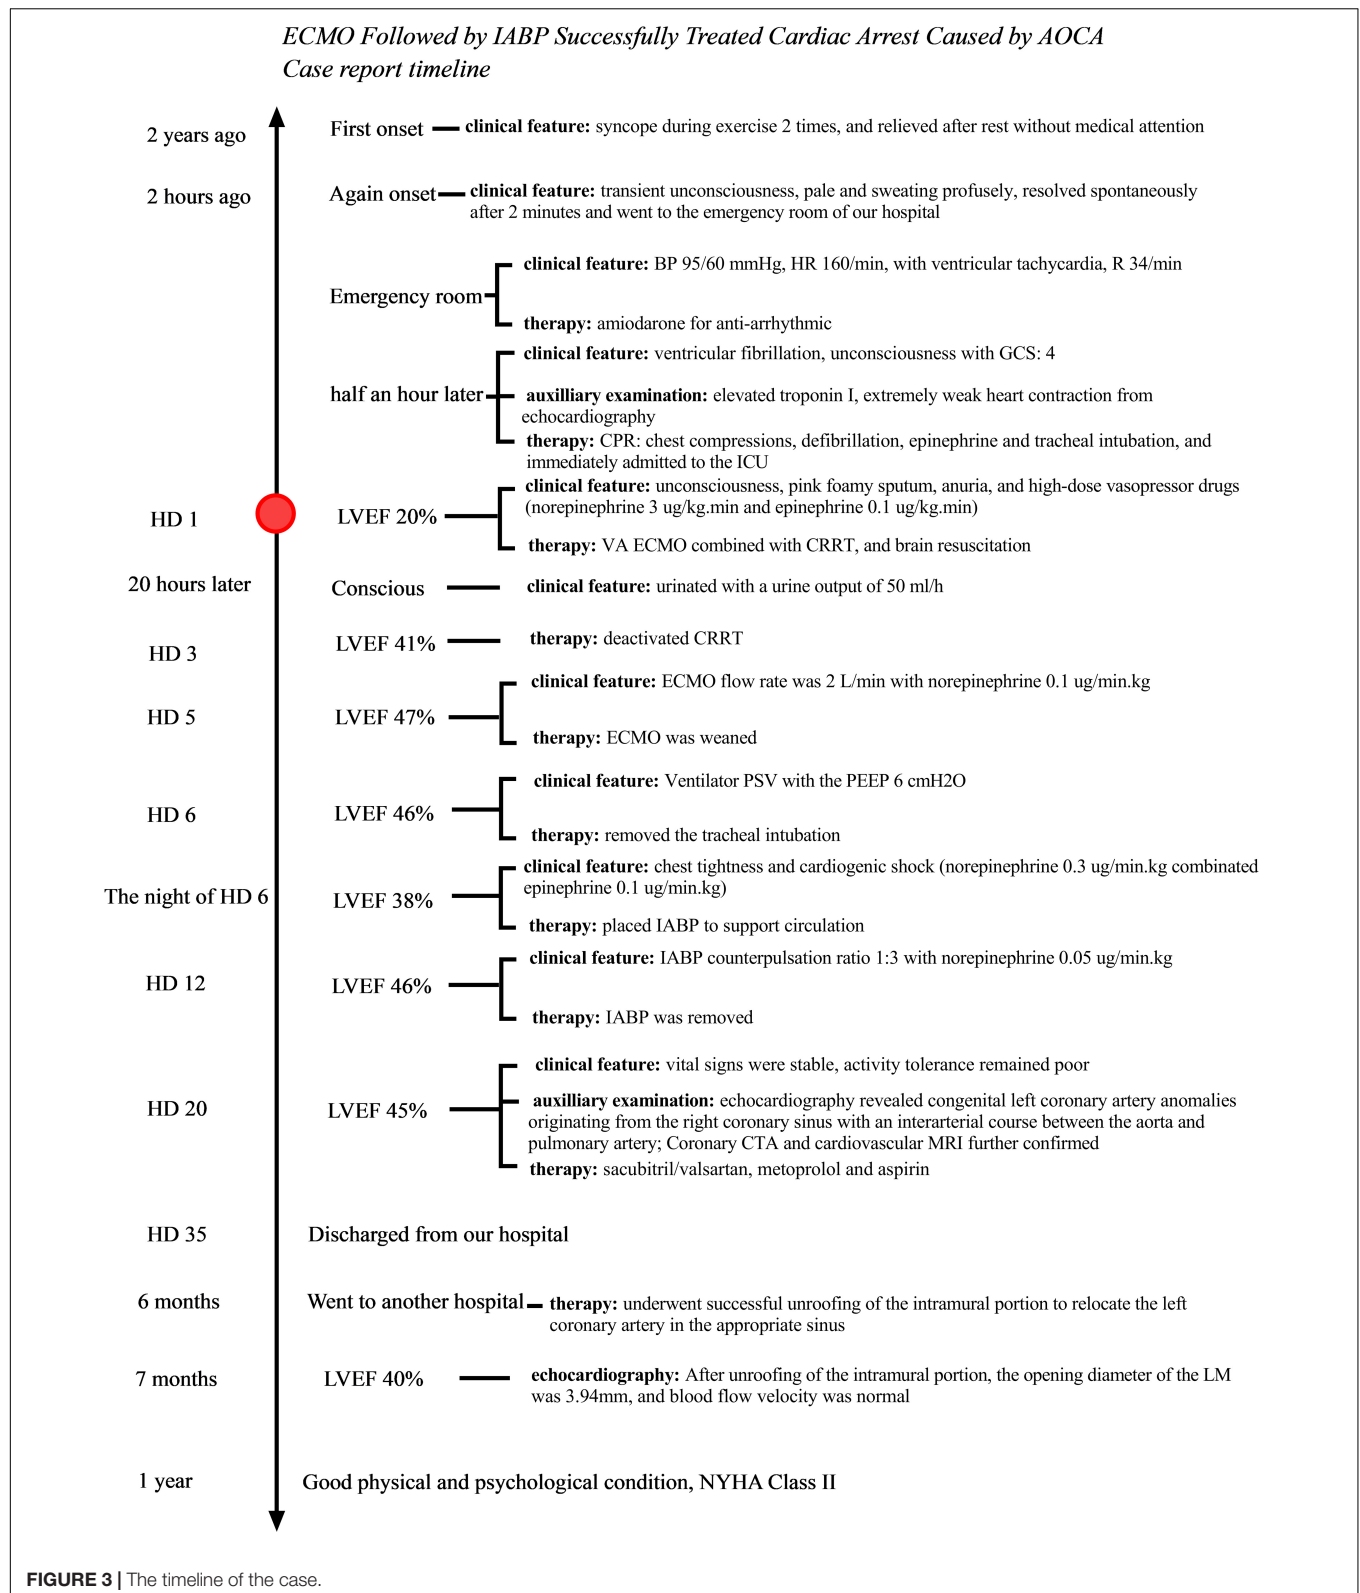 ECMO Followed by IABP Successfully Treated Cardiac Arrest Caused by AOCA
Case report timeline
2 years ago
First onset
clinical feature: syncope during exercise 2 times, and relieved after rest without medical attention
2 hours ago
Again onset
clinical feature: transient unconsciousness, pale and sweating profusely, resolved spontaneously
after 2 minutes and went to the emergency room of our hospital
Emergency room
clinical feature: BP 95/60 mmHg, HR 160/min, with ventricular tachycardia, R 34/min
therapy: amiodarone for anti-arrhythmic
half an hour later
clinical feature: ventricular fibrillation, unconsciousness with GCS: 4
auxilliary examination: elevated troponin I, extremely weak heart contraction from
echocardiography
therapy: CPR: chest compressions, defibrillation, epinephrine and tracheal intubation, and
immediately admitted to the ICU
HD 1
LVEF 20%
clinical feature: unconsciousness, pink foamy sputum, anuria, and high-dose vasopressor drugs
(norepinephrine 3 ug/kg.min and epinephrine 0.1 ug/kg.min)
therapy: VA ECMO combined with CRRT, and brain resuscitation
20 hours later
Conscious
clinical feature: urinated with a urine output of 50 ml/h
HD 3
LVEF 41%
therapy: deactivated CRRT
HD 5
LVEF 47%
clinical feature: ECMO flow rate was 2 L/min with norepinephrine 0.1 ug/min.kg
therapy: ECMO was weaned
HD 6
LVEF 46%
clinical feature: Ventilator PSV with the PEEP 6 cmH2O
therapy: removed the tracheal intubation
The night of HD 6
LVEF 38%
clinical feature: chest tightness and cardiogenic shock (norepinephrine 0.3 ug/min.kg combinated
epinephrine 0.1 ug/min.kg)
therapy: placed IABP to support circulation
HD 12
LVEF 46%
clinical feature: IABP counterpulsation ratio 1:3 with norepinephrine 0.05 ug/min.kg
therapy: IABP was removed
HD 20
LVEF 45%
clinical feature: vital signs were stable, activity tolerance remained poor
auxilliary examination: echocardiography revealed congenital left coronary artery anomalies
originating from the right coronary sinus with an interarterial course between the aorta and
pulmonary artery; Coronary CTA and cardiovascular MRI further confirmed
therapy: sacubitril/valsartan, metoprolol and aspirin
HD 35
Discharged from our hospital
6 months
Went to another hospital
therapy: underwent successful unroofing of the intramural portion to relocate the left
coronary artery in the appropriate sinus
7 months
LVEF 40%
echocardiography: After unroofing of the intramural portion, the opening diameter of the LM
was 3.94mm, and blood flow velocity was normal
1 year
Good physical and psychological condition, NYHA Class II
FIGURE 3 | The timeline of the case.